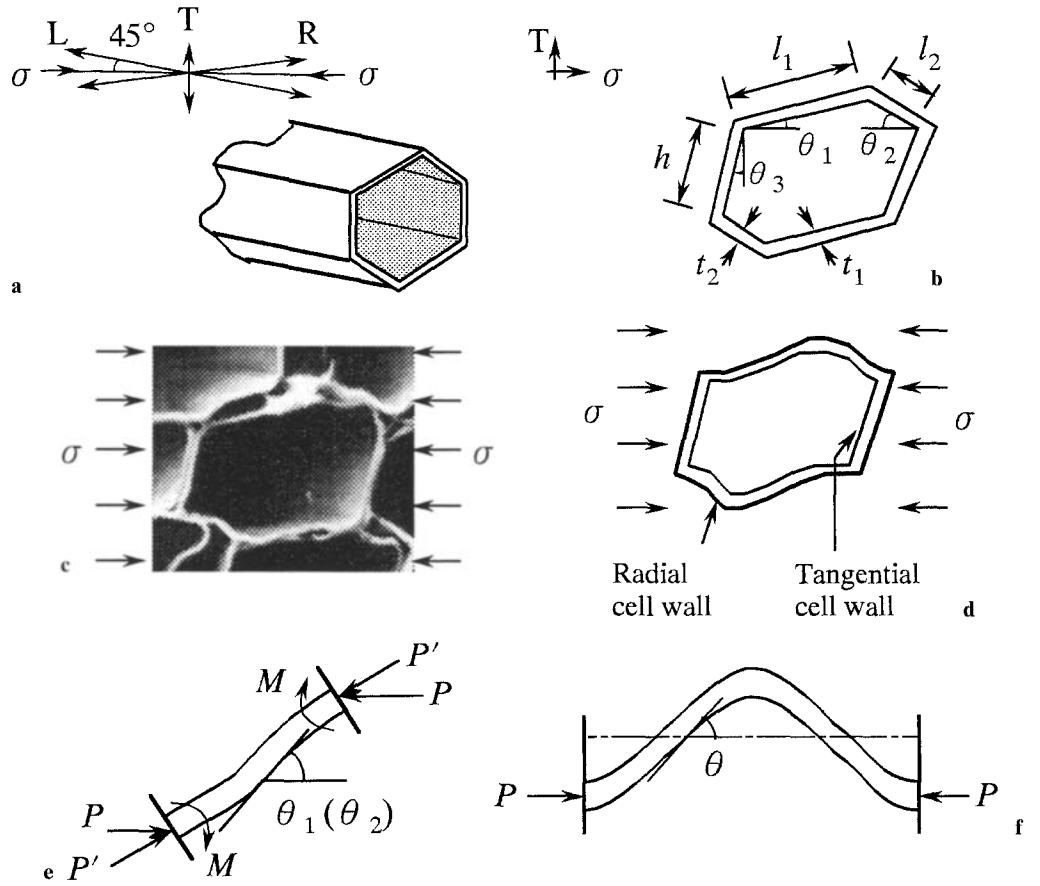 L 45° T R
σ σ
a
T σ
l₁ l₂
h θ₁ θ₂
θ₃
t₂ t₁
b
σ σ
c
σ σ
Radial
cell wall
Tangential
cell wall
d
P′
M P
θ₁(θ₂)
P
P′ M
e
θ
P P
f